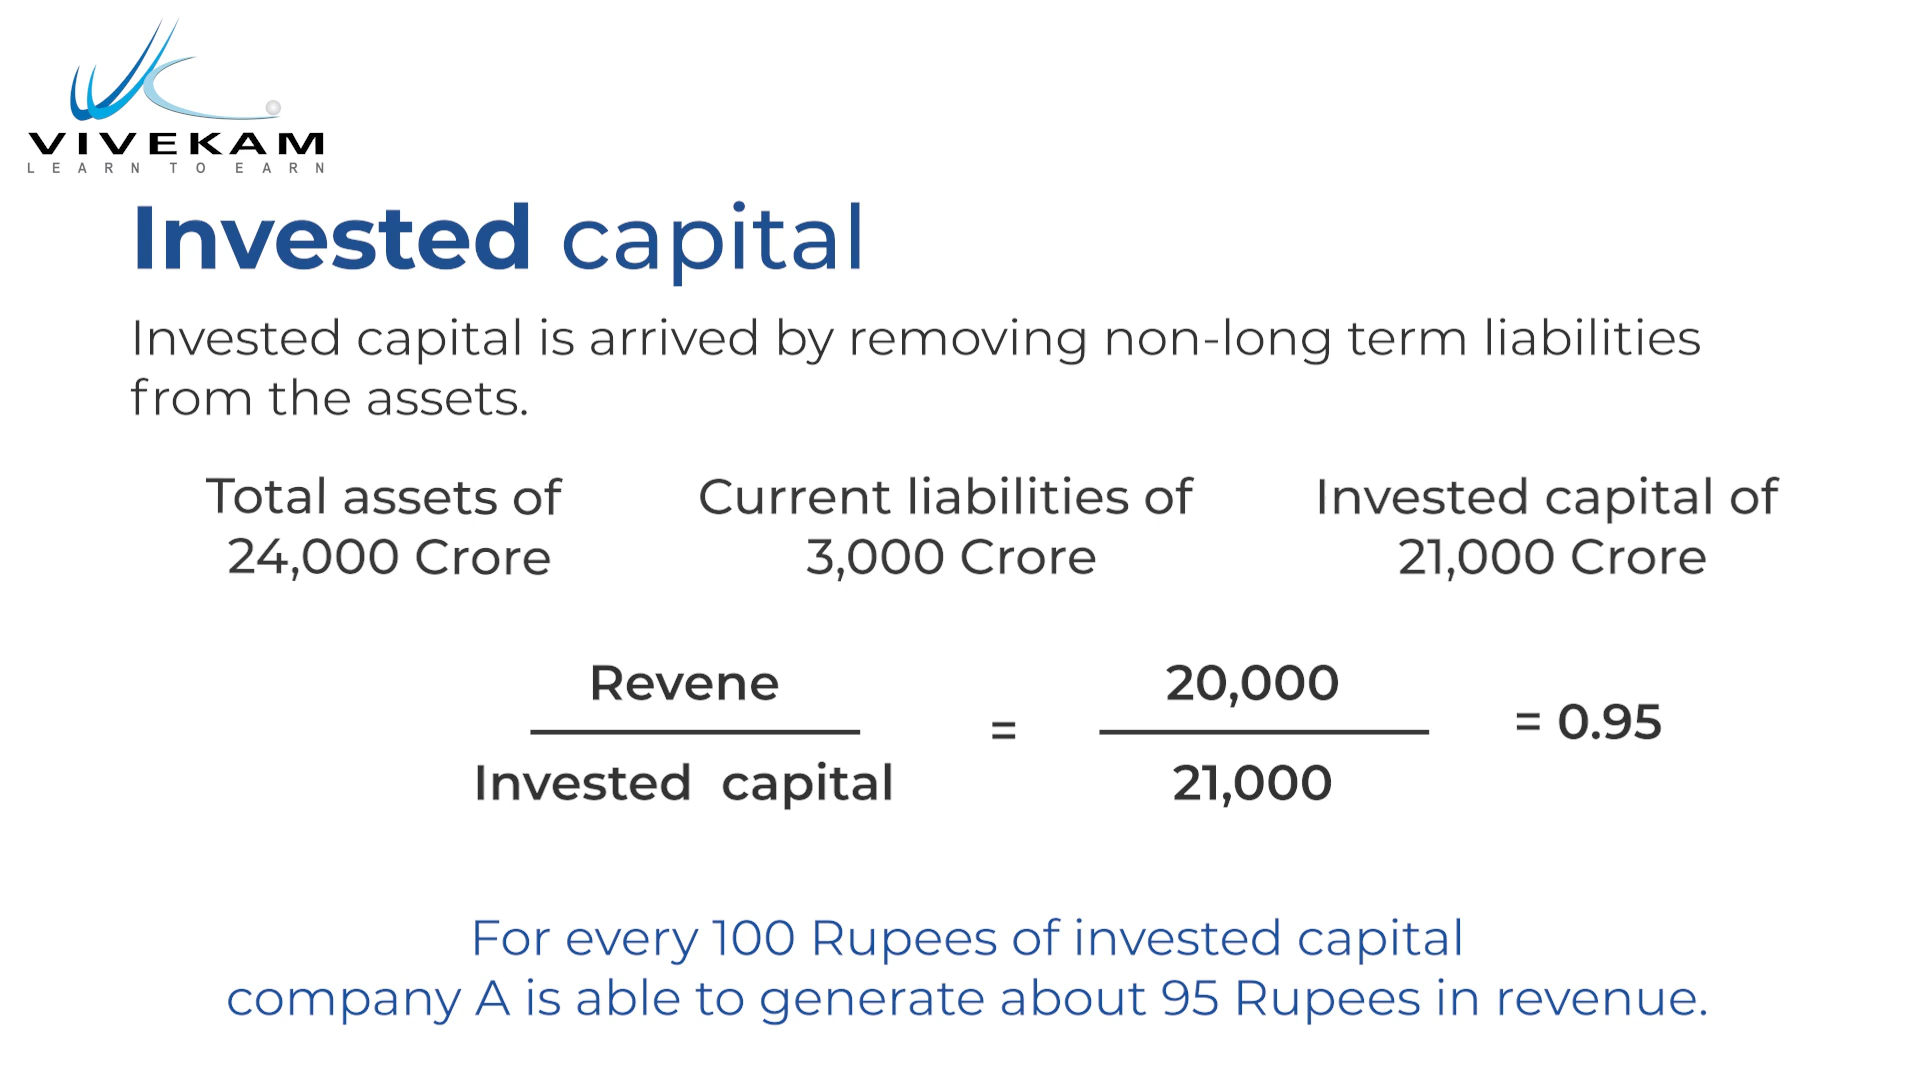 VIVEKAM
LEARN TO EARN
Invested capital
Invested capital is arrived by removing non-long term liabilities
from the assets.
Total assets of
24,000 Crore
Current liabilities of
3,000 Crore
Invested capital of
21,000 Crore
Revene
Invested capital
=
20,000
21,000
= 0.95
For every 100 Rupees of invested capital
company A is able to generate about 95 Rupees in revenue.